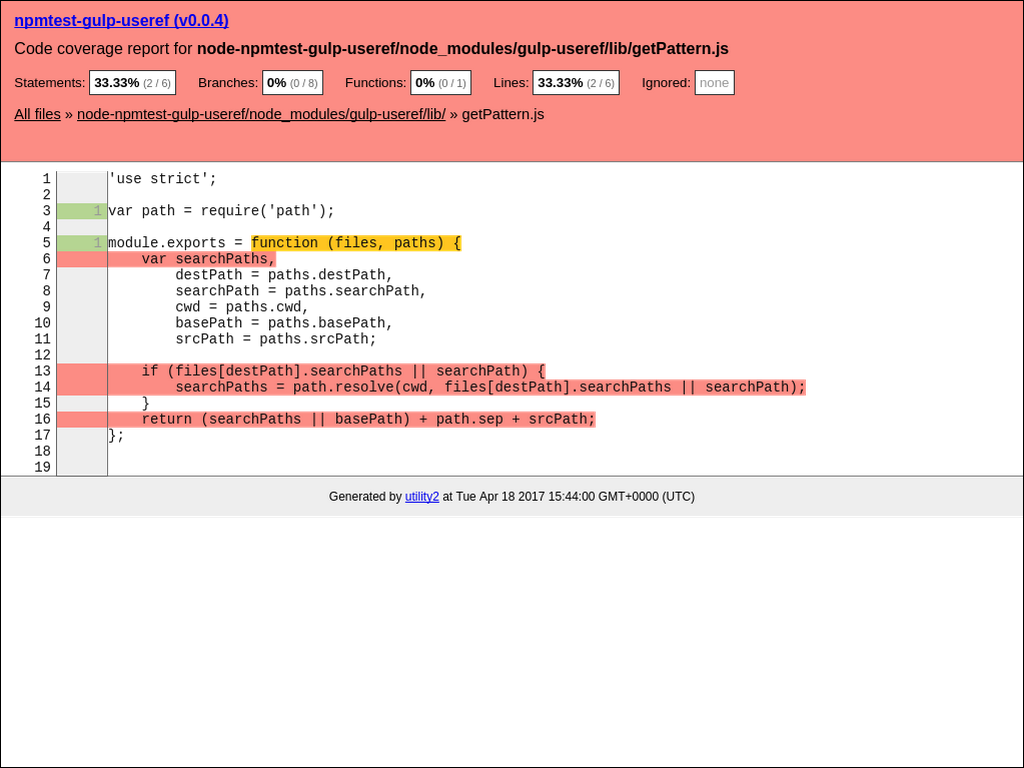 npmtest-gulp-useref (v0.0.4)
Code coverage report for node-npmtest-gulp-useref/node_modules/gulp-useref/lib/getPattern.js
Statements: 33.33% (2 / 6) Branches: 0% (0 / 8) Functions: 0% (0 / 1) Lines: 33.33% (2 / 6) Ignored: none
All files » node-npmtest-gulp-useref/node_modules/gulp-useref/lib/ » getPattern.js
1 'use strict';
2
3 1 var path = require('path');
4
5 1 module.exports = function (files, paths) {
6     var searchPaths,
7         destPath = paths.destPath,
8         searchPath = paths.searchPath,
9         cwd = paths.cwd,
10         basePath = paths.basePath,
11         srcPath = paths.srcPath;
12
13     if (files[destPath].searchPaths || searchPath) {
14         searchPaths = path.resolve(cwd, files[destPath].searchPaths || searchPath);
15     }
16     return (searchPaths || basePath) + path.sep + srcPath;
17 };
18
19
Generated by utility2 at Tue Apr 18 2017 15:44:00 GMT+0000 (UTC)